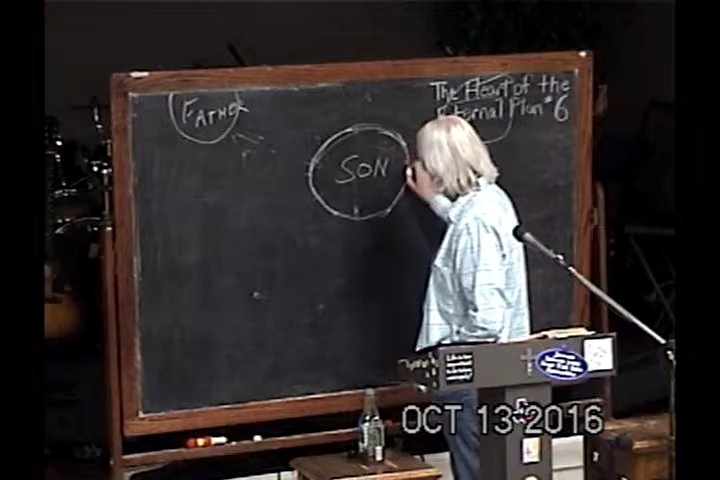 FATHER
The Heart of the
Eternal Plan #6
SON
OCT 13 2016